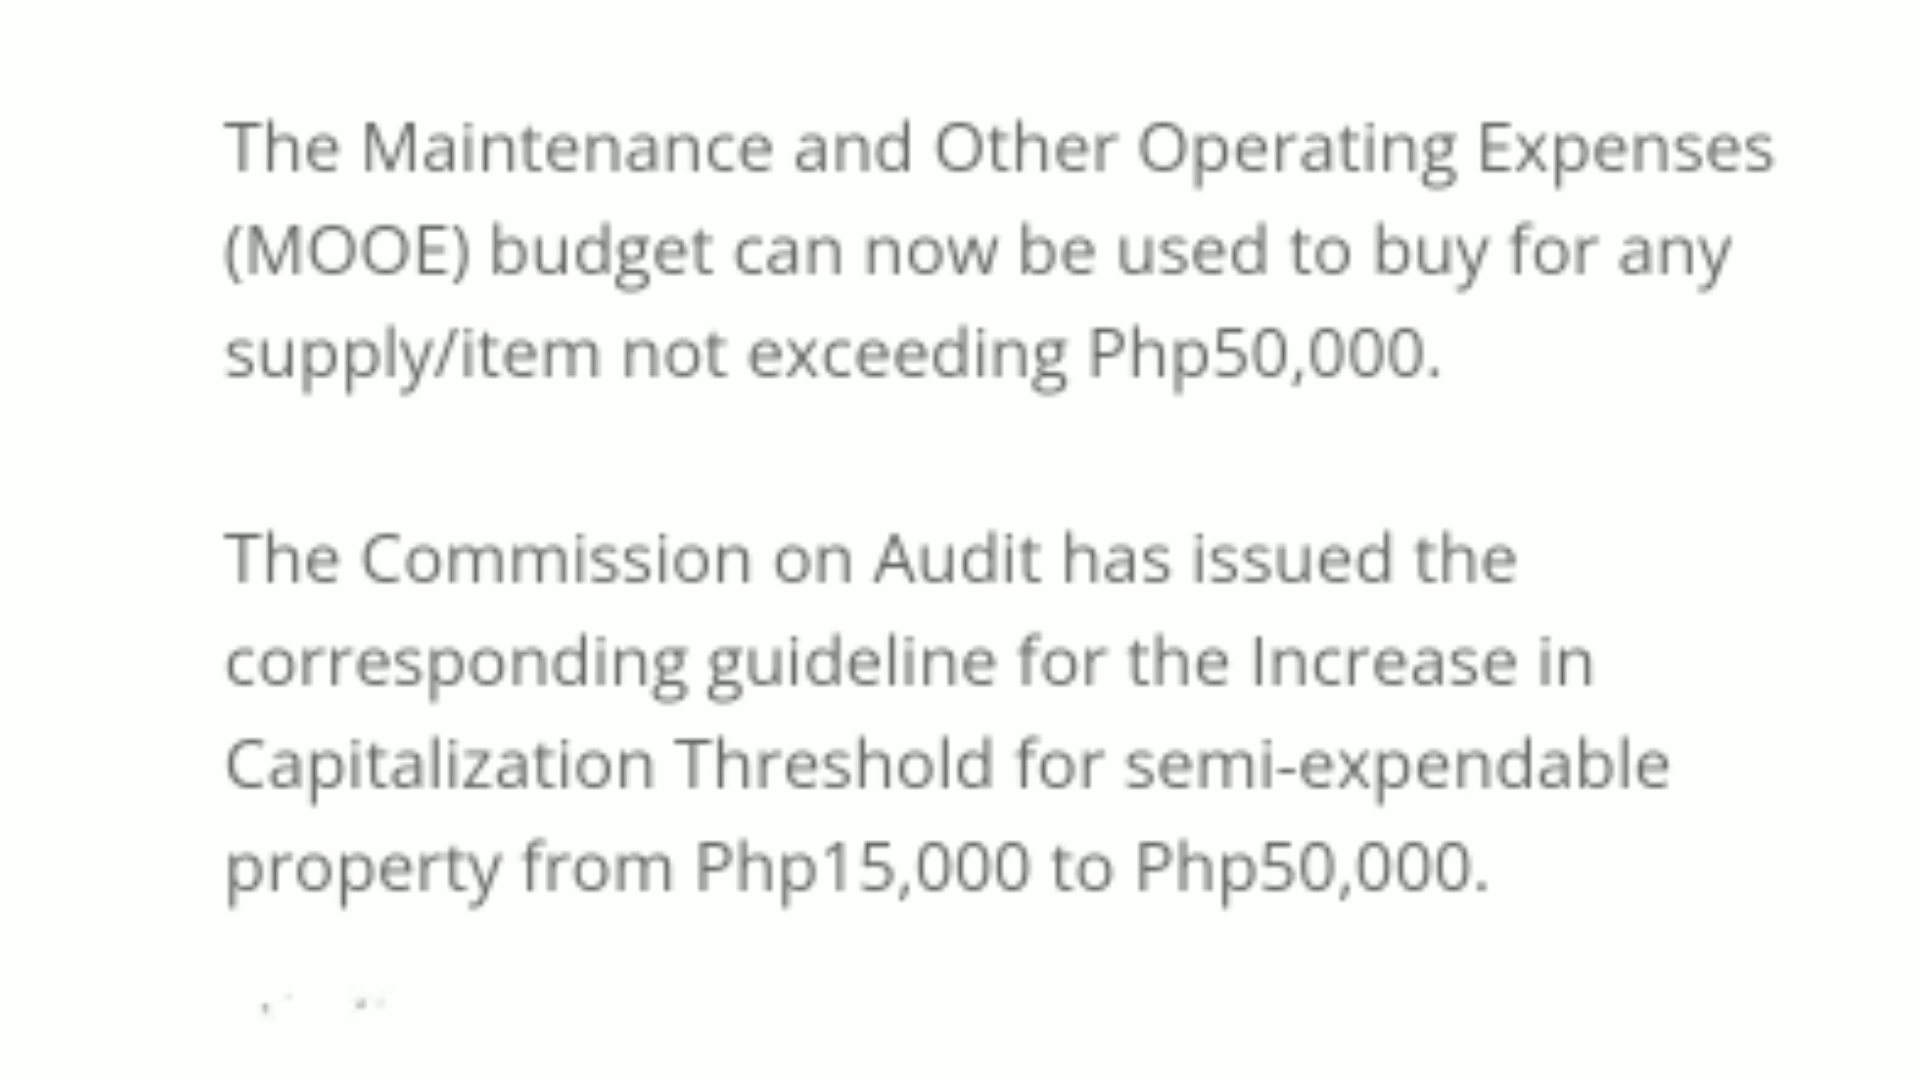 The Maintenance and Other Operating Expenses
(MOOE) budget can now be used to buy for any
supply/item not exceeding Php50,000.
The Commission on Audit has issued the
corresponding guideline for the Increase in
Capitalization Threshold for semi-expendable
property from Php15,000 to Php50,000.